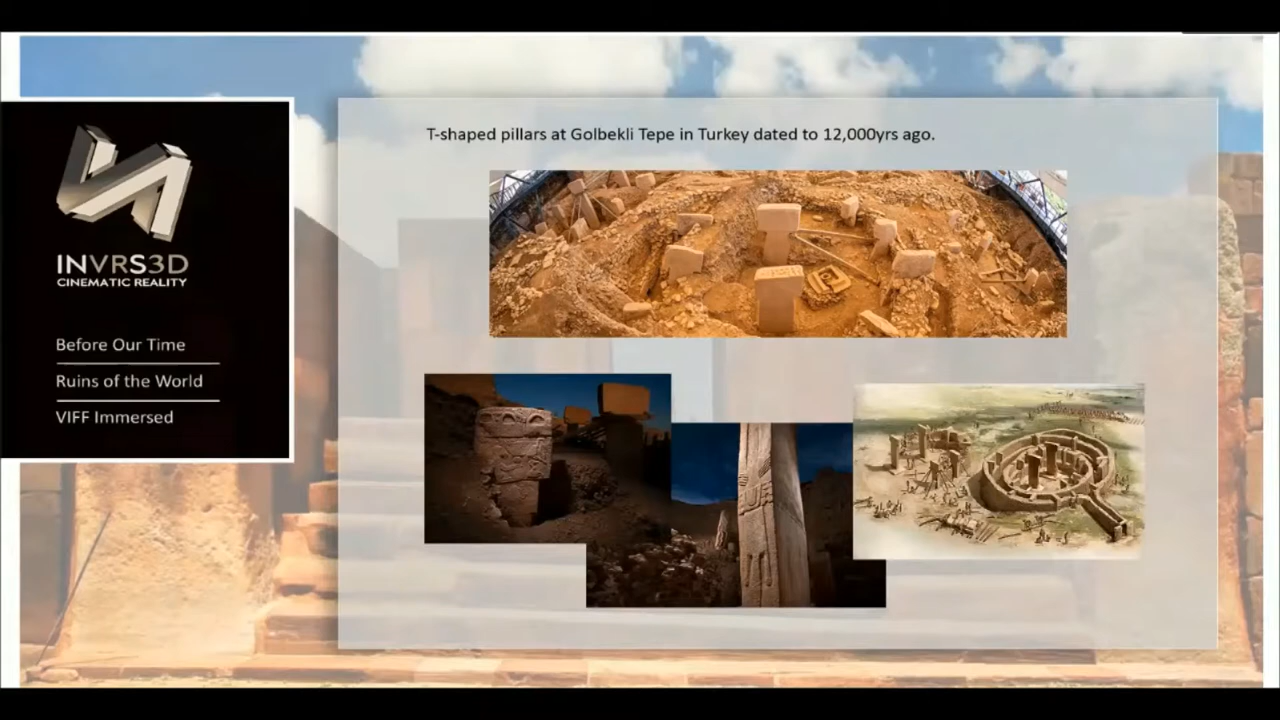 INVRS3D
CINEMATIC REALITY
Before Our Time
Ruins of the World
VIFF Immersed
T-shaped pillars at Golbekli Tepe in Turkey dated to 12,000yrs ago.